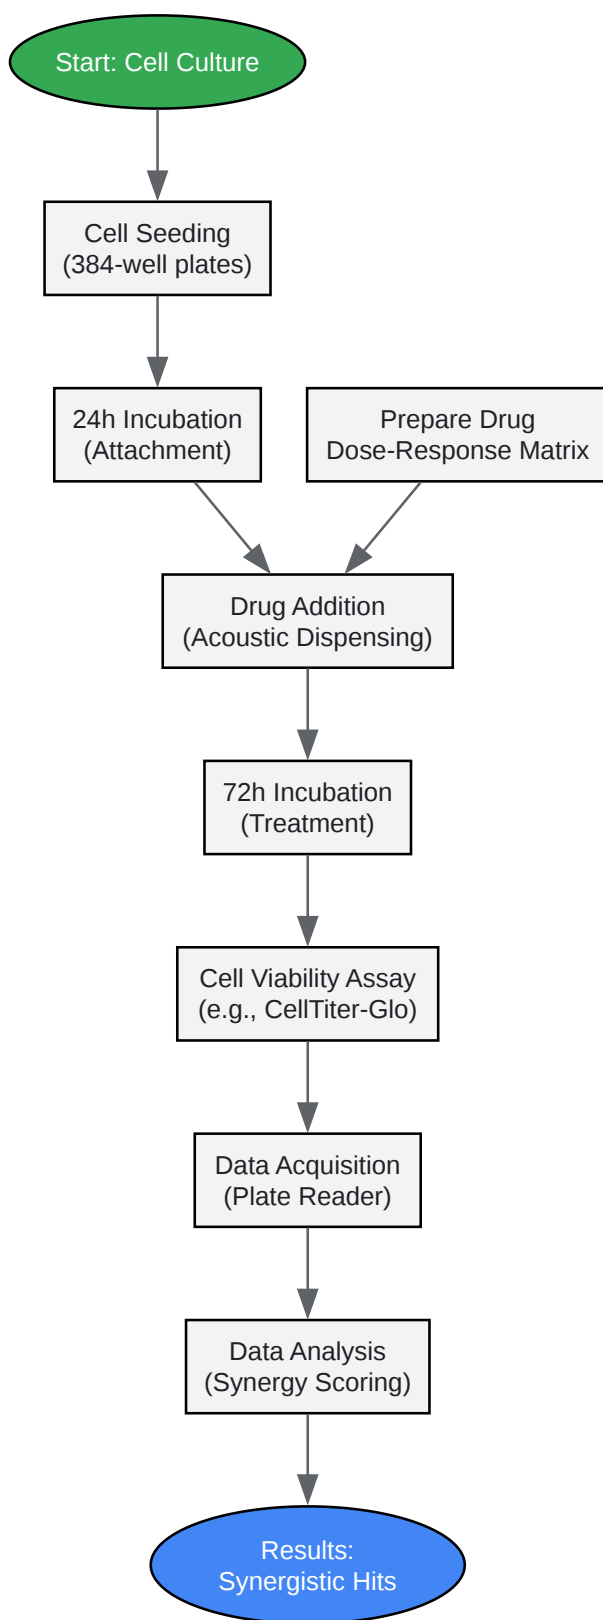 Start: Cell Culture
Cell Seeding
(384-well plates)
24h Incubation
(Attachment)
Prepare Drug
Dose-Response Matrix
Drug Addition
(Acoustic Dispensing)
72h Incubation
(Treatment)
Cell Viability Assay
(e.g., CellTiter-Glo)
Data Acquisition
(Plate Reader)
Data Analysis
(Synergy Scoring)
Results:
Synergistic Hits